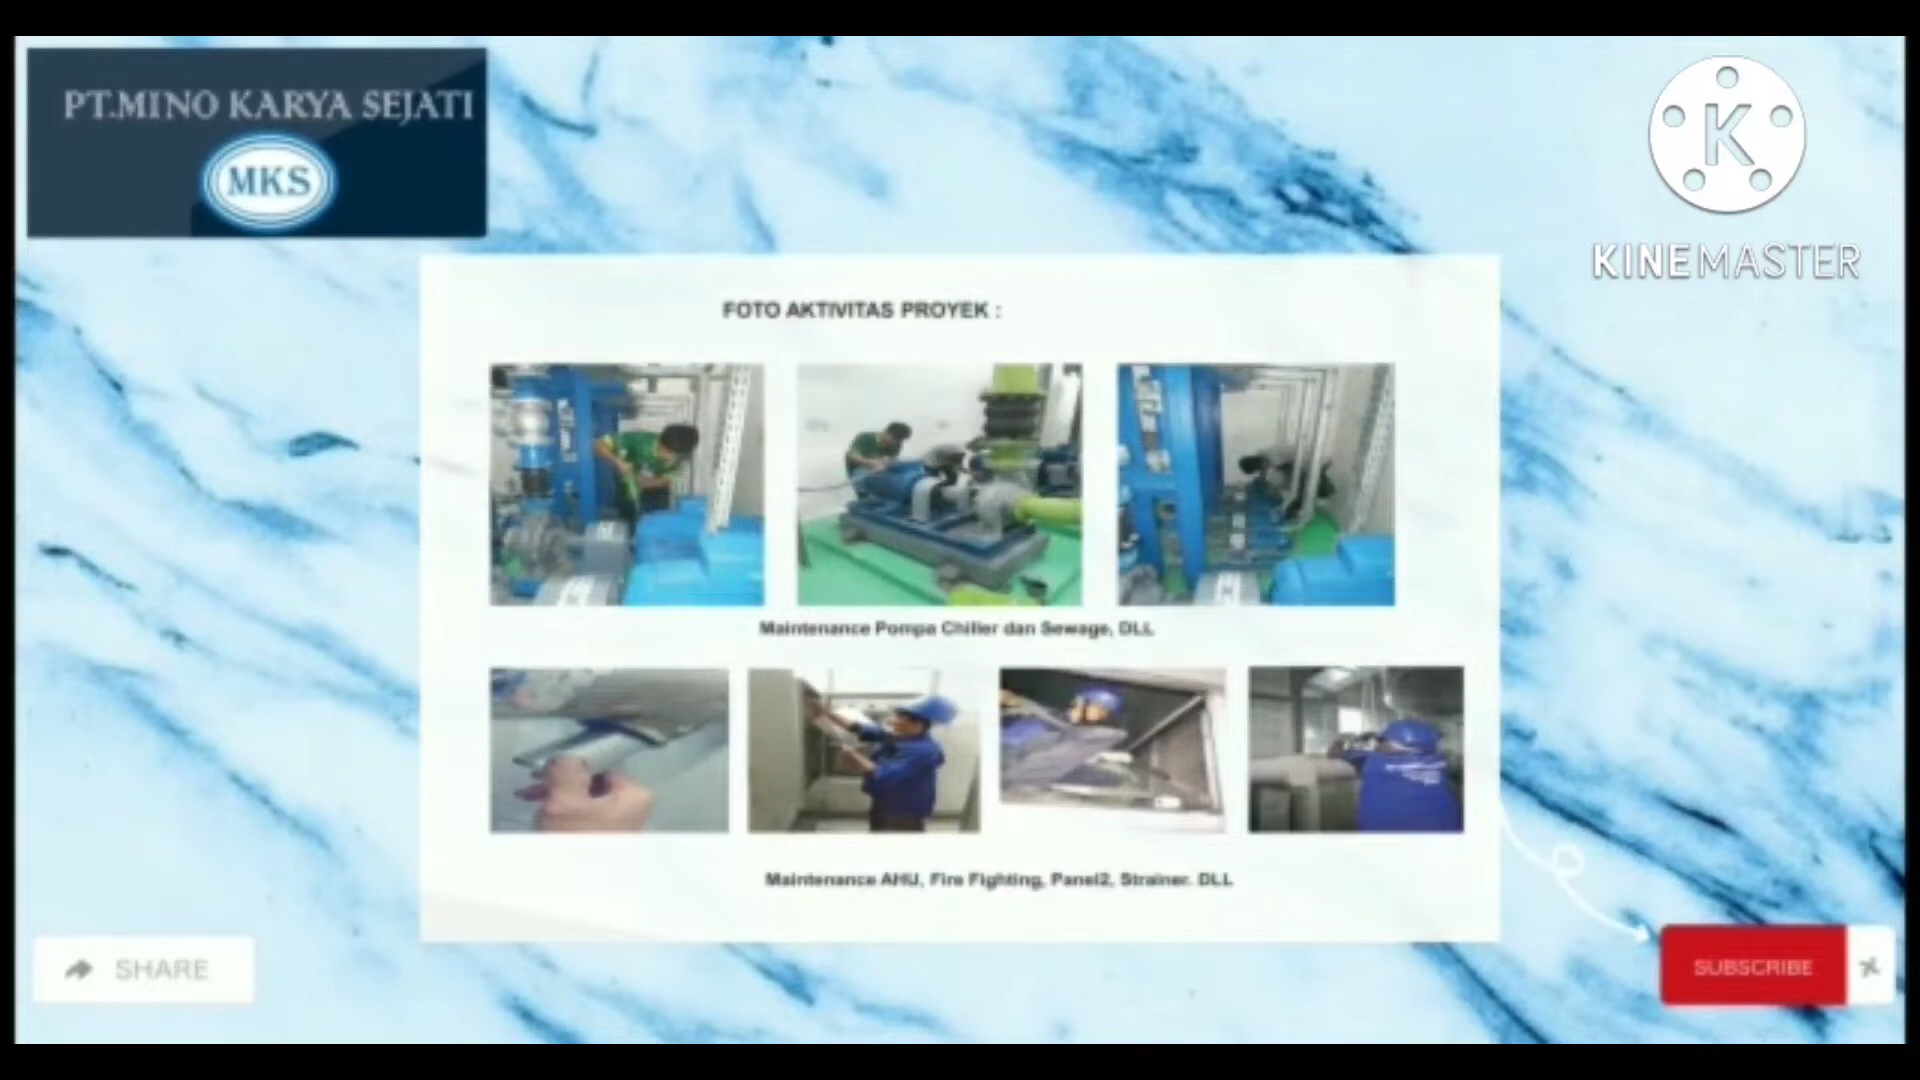 PT.MINO KARYA SEJATI
MKS
K
KINEMASTER
FOTO AKTIVITAS PROYEK :
Maintenance Pompa Chiller dan Sewage, DLL
Maintenance AHU, Fire Fighting, Panel2, Strainer. DLL
SHARE
SUBSCRIBE